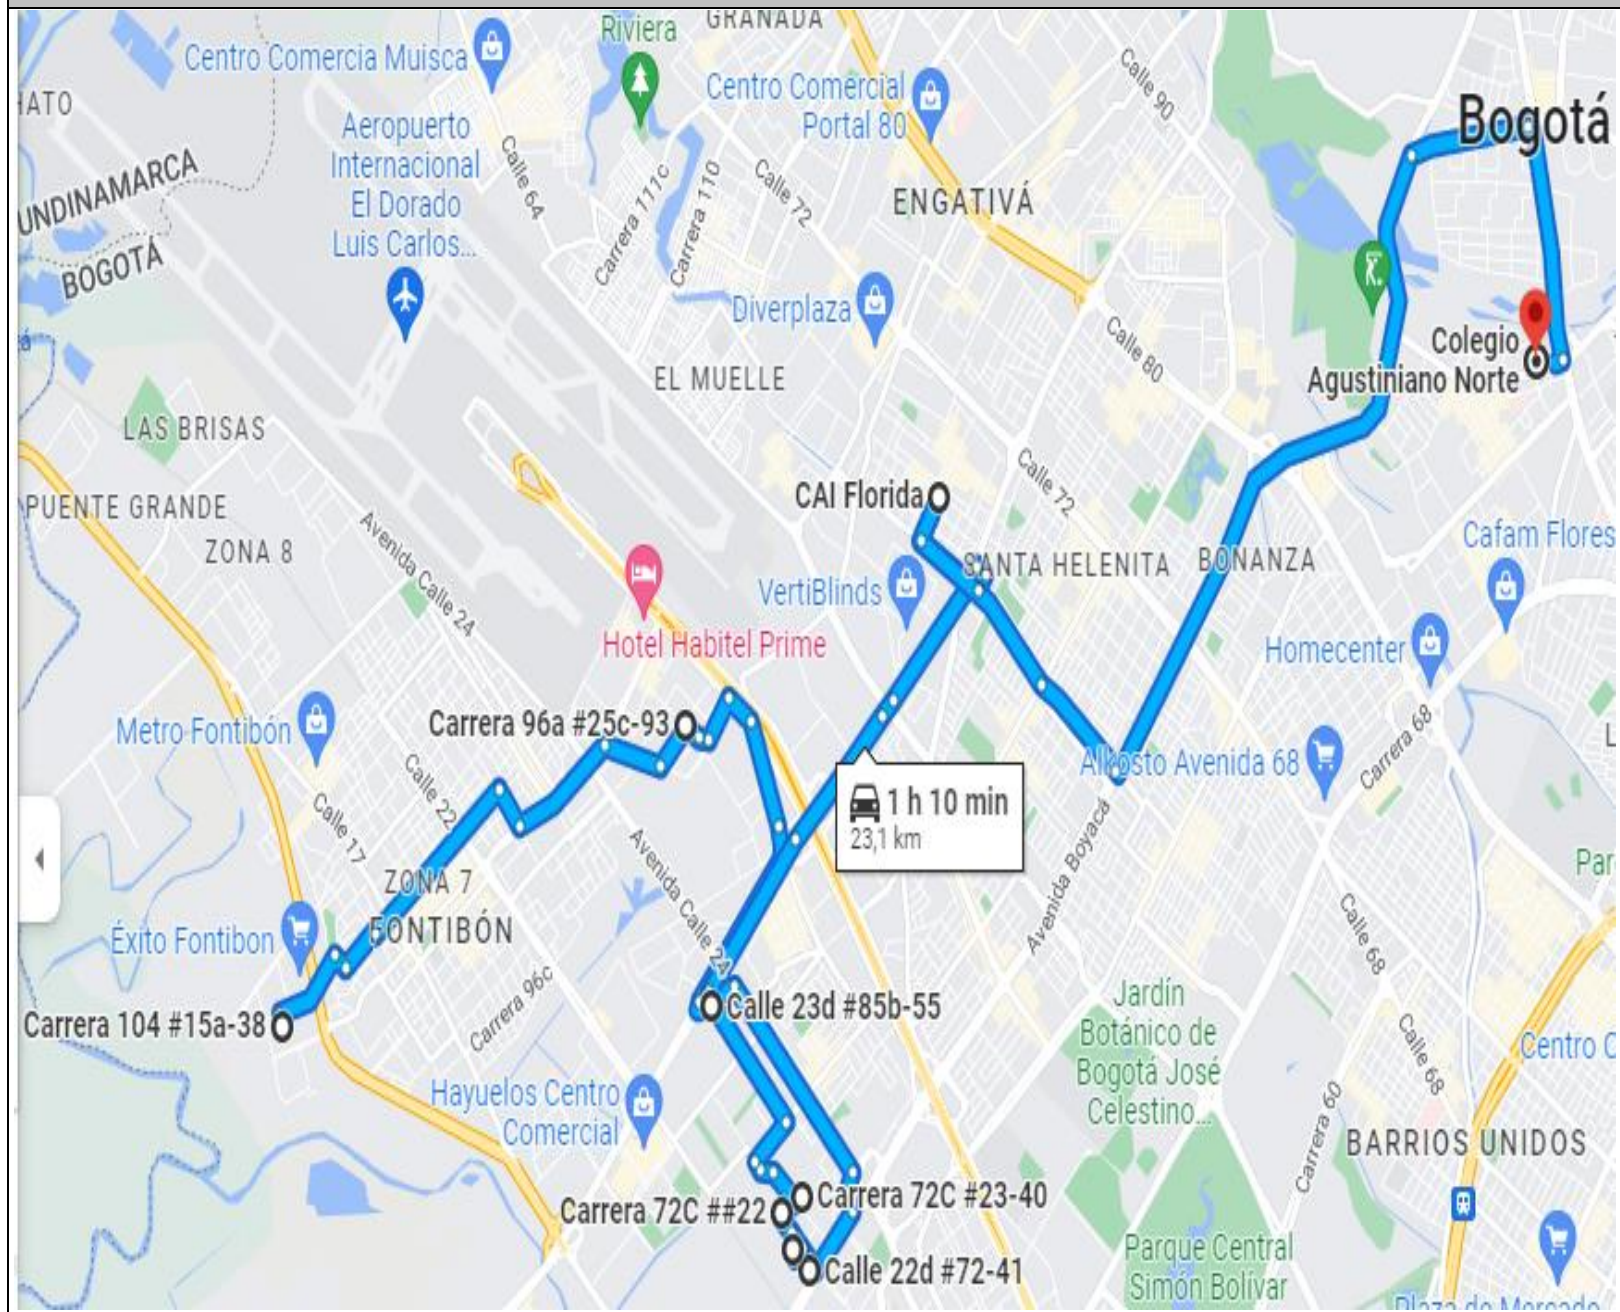 Riviera
GRANADA
Centro Comercia Muisca
Centro Comercial
Portal 80
Calle 90
Bogotá
HATO
Aeropuerto
Internacional
El Dorado
Luis Carlos...
Calle 64
Calle 72
UNDINAMARCA
BOGOTÁ
Carrera 111c
Carrera 110
ENGATIVÁ
Diverplaza
Calle 80
Colegio
Agustiniano Norte
EL MUELLE
LAS BRISAS
PUENTE GRANDE
ZONA 8
Avenida Calle 24
CAI Florida
Calle 72
Cafam Flores
SANTA HELENITA
BONANZA
VertiBlinds
Hotel Habitel Prime
Homecenter
Metro Fontibón
Carrera 96a #25c-93
Alkosto Avenida 68
Carrera 68
Calle 22
Calle 17
1 h 10 min
23,1 km
Avenida Calle 24
Avenida Boyacá
Par
ZONA 7
FONTIBÓN
Éxito Fontibon
Calle 68
Carrera 96c
Carrera 104 #15a-38
Calle 23d #85b-55
Jardín
Botánico de
Bogotá José
Celestino...
Calle 68
Centro C
Hayuelos Centro
Comercial
Carrera 60
BARRIOS UNIDOS
Carrera 72C #23-40
Carrera 72C ##22
Calle 22d #72-41
Parque Central
Simón Bolívar
Plaza de Mercado